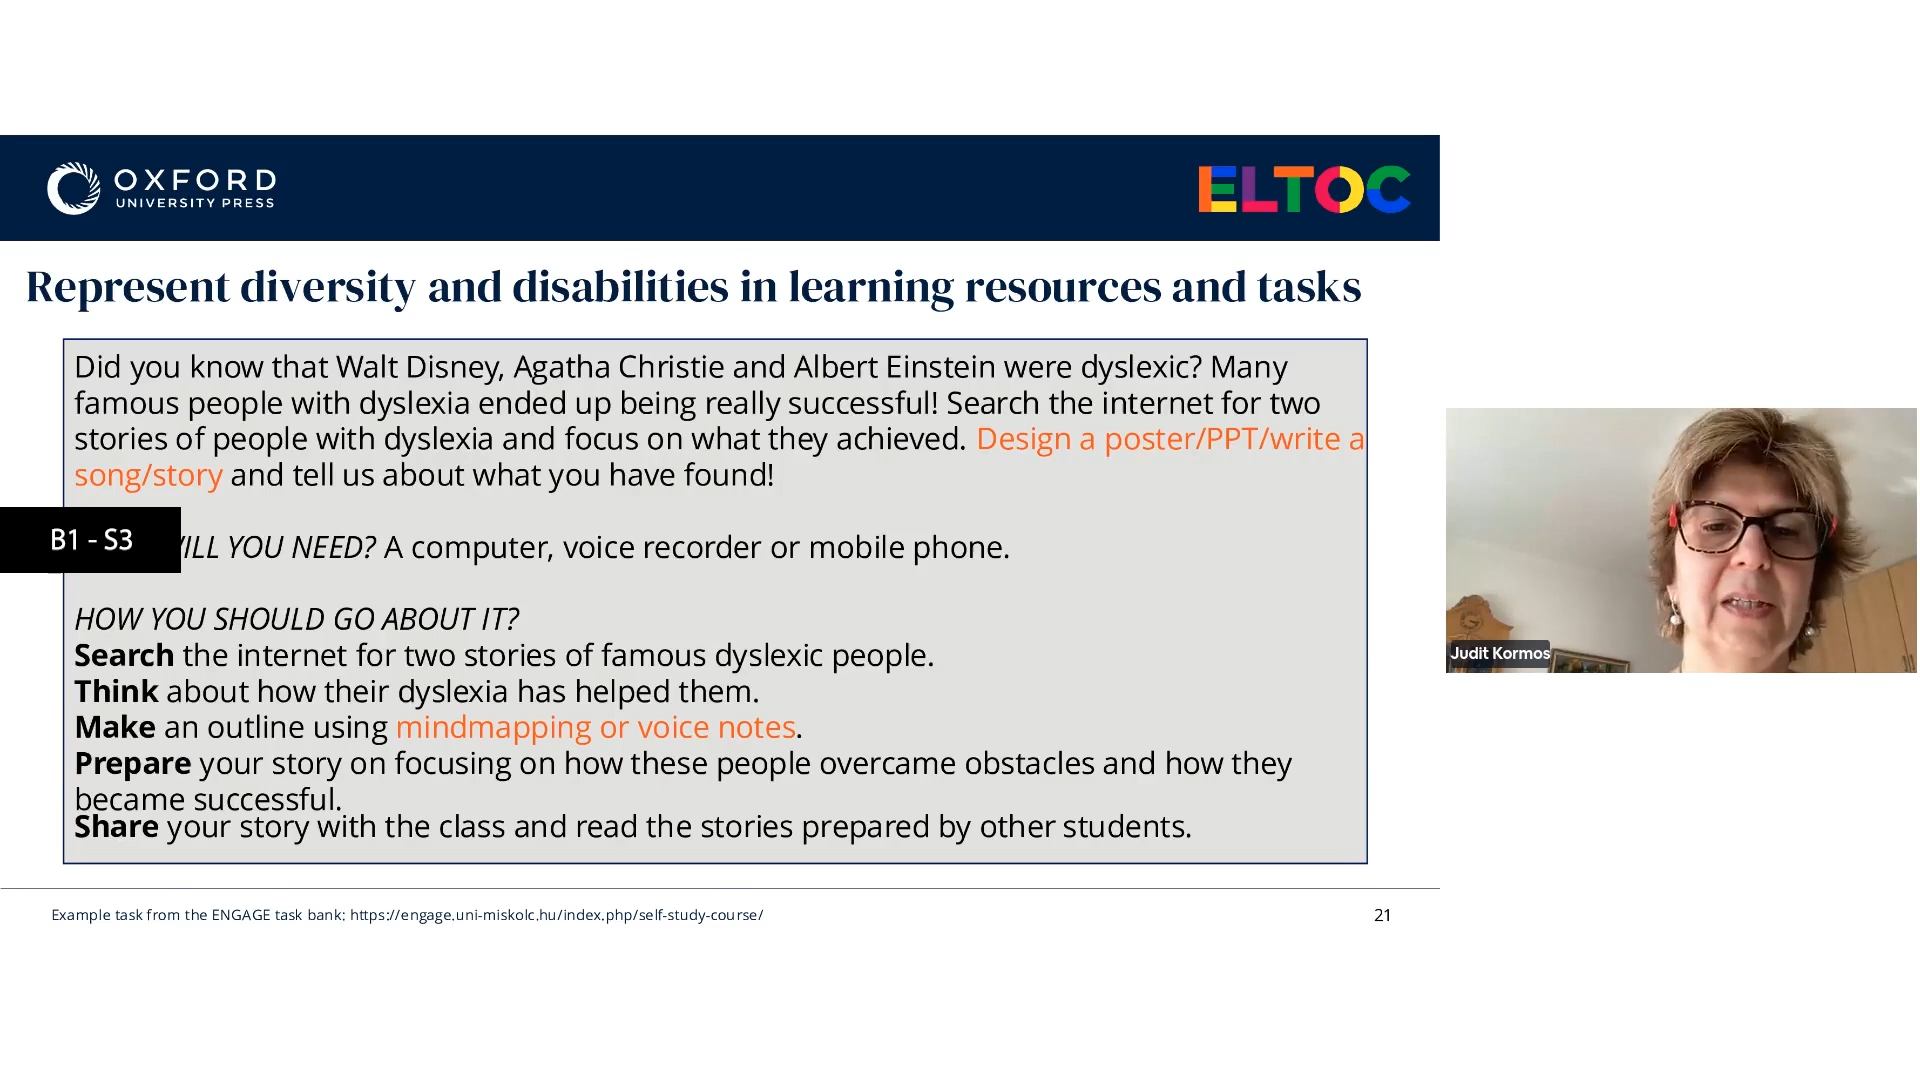 OXFORD
UNIVERSITY PRESS
ELTOC
Represent diversity and disabilities in learning resources and tasks
Did you know that Walt Disney, Agatha Christie and Albert Einstein were dyslexic? Many
famous people with dyslexia ended up being really successful! Search the internet for two
stories of people with dyslexia and focus on what they achieved. Design a poster/PPT/write a
song/story and tell us about what you have found!
B1 - S3
YOU NEED? A computer, voice recorder or mobile phone.
HOW YOU SHOULD GO ABOUT IT?
Search the internet for two stories of famous dyslexic people.
Think about how their dyslexia has helped them.
Make an outline using mindmapping or voice notes.
Prepare your story on focusing on how these people overcame obstacles and how they
became successful.
Share your story with the class and read the stories prepared by other students.
Judit Kormos
Example task from the ENGAGE task bank: https://engage.uni-miskolc.hu/index.php/self-study-course/
21